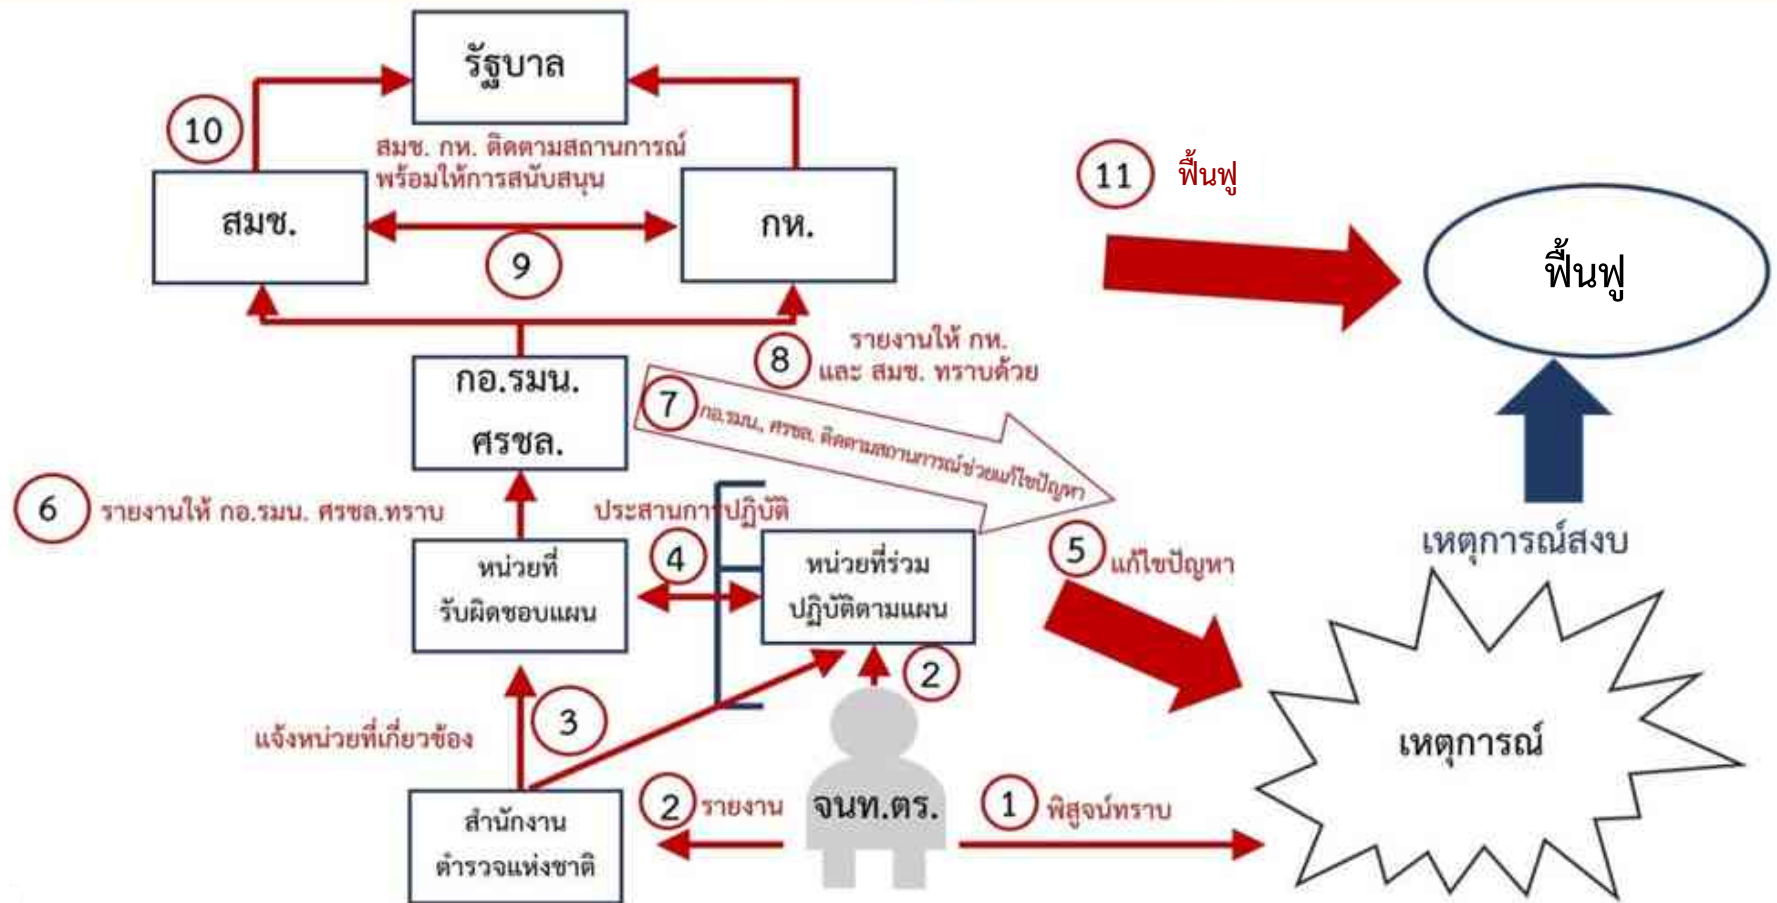 รัฐบาล
10
สมช. กห. ติดตามสถานการณ์
พร้อมให้การสนับสนุน
11 ฟื้นฟู
สมช.
กห.
9
ฟื้นฟู
8
รายงานให้ กห.
และ สมช. ทราบด้วย
กอ.รมน.
ศรชล.
7 กอ.รมน., ศรชล. ติดตามสถานการณ์ช่วยแก้ไขปัญหา
6 รายงานให้ กอ.รมน. ศรชล.ทราบ
ประสานการปฏิบัติ
เหตุการณ์สงบ
หน่วยที่
รับผิดชอบแผน
4
หน่วยที่ร่วม
ปฏิบัติตามแผน
5 แก้ไขปัญหา
2
แจ้งหน่วยที่เกี่ยวข้อง
3
เหตุการณ์
สำนักงาน
ตำรวจแห่งชาติ
2 รายงาน
จนท.ตร.
1 พิสูจน์ทราบ